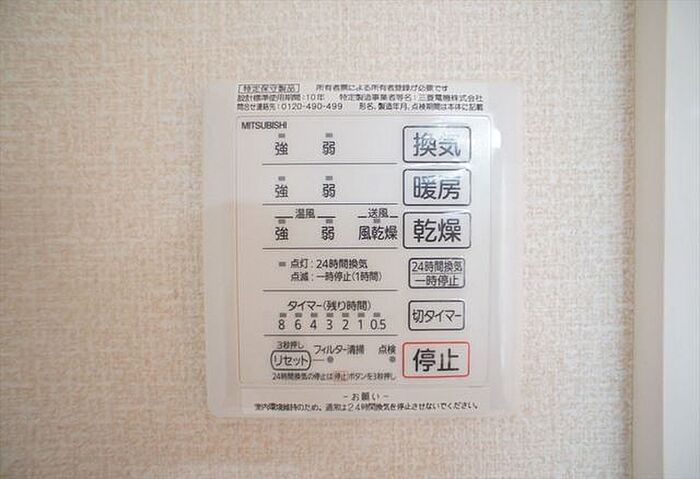 特定保守製品 所有者票による所有者登録が必要です
設計標準使用期間:10年 特定製造事業者等名:三菱電機株式会社
問合せ連絡先:0120-490-499 形名、製造年月、点検期間は本体に記載
MITSUBISHI
強 弱 換気
強 弱 暖房
温風 送風
強 弱 風乾燥 乾燥
点灯:24時間換気
点滅:一時停止(1時間)
24時間換気
一時停止
タイマー(残り時間)
8 6 4 3 2 1 0.5
切タイマー
3秒押し
リセット フィルター清掃 点検
停止
24時間換気の停止は停止ボタンを3秒押し
-お願い-
室内環境維持のため、通常は24時間換気を停止させないでください。